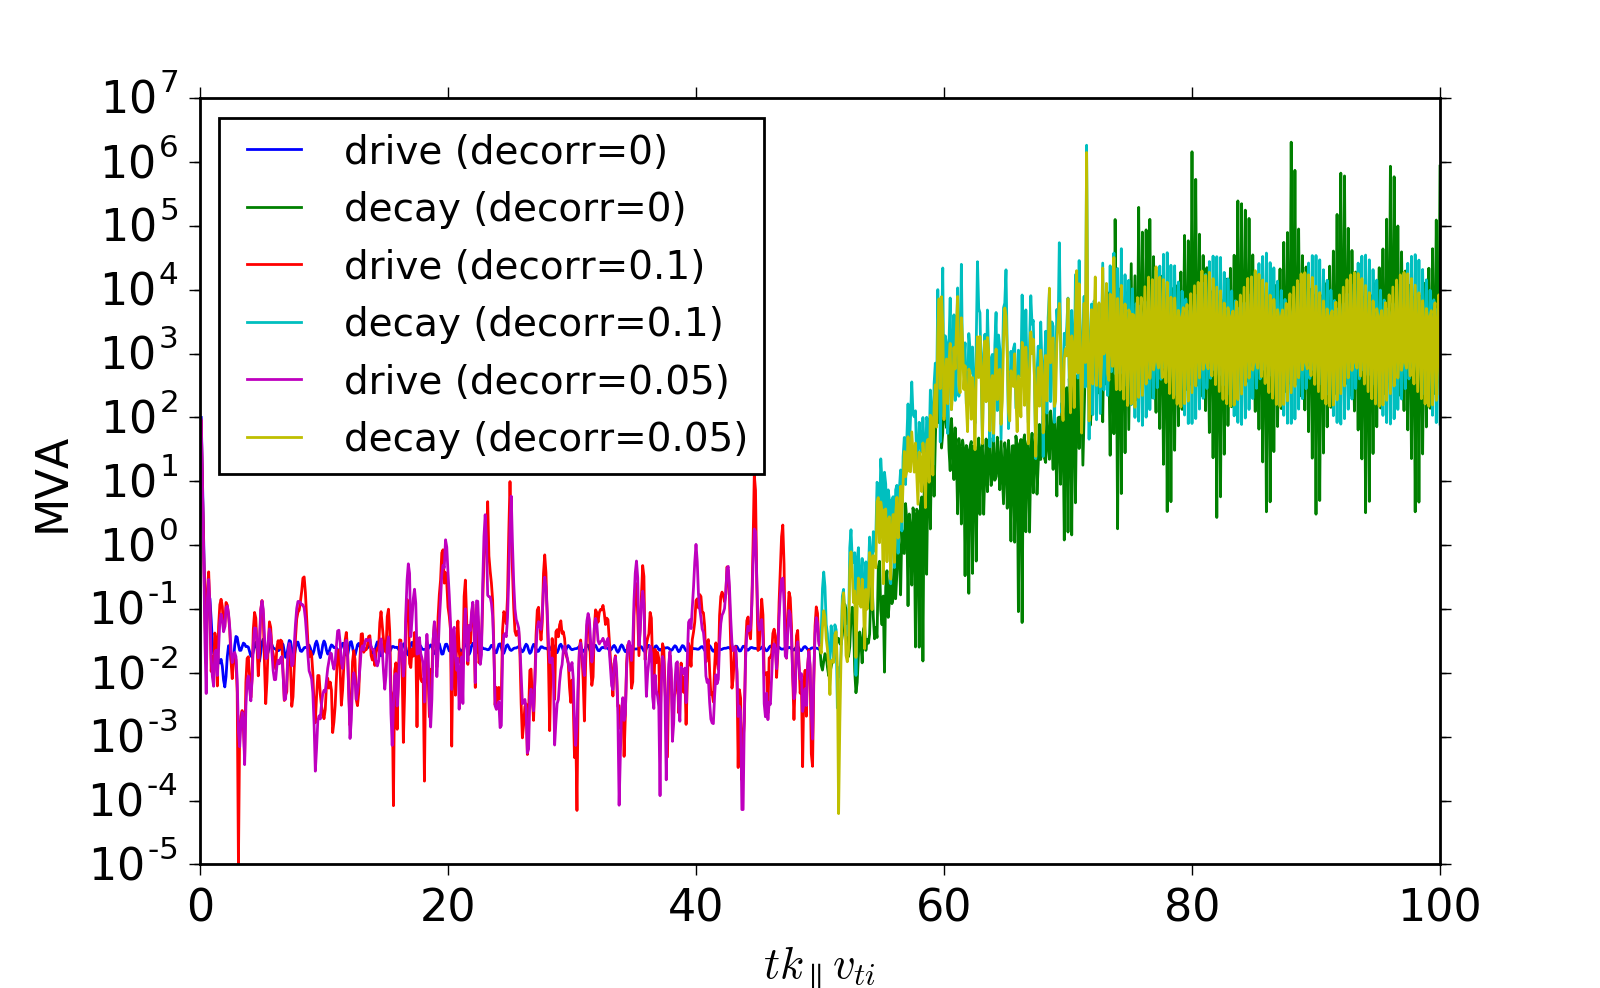 10^7
10^6
10^5
10^4
10^3
10^2
10^1
10^0
10^-1
10^-2
10^-3
10^-4
10^-5
MVA
drive (decorr=0)
decay (decorr=0)
drive (decorr=0.1)
decay (decorr=0.1)
drive (decorr=0.05)
decay (decorr=0.05)
0 20 40 60 80 100
tk_∥ v_ti